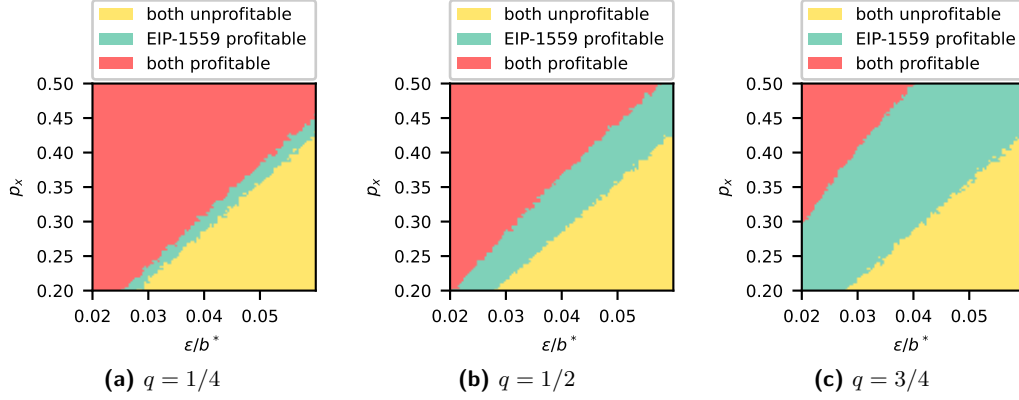 both unprofitable
EIP-1559 profitable
both profitable
0.50
0.45
0.40
0.35
0.30
0.25
0.20
p_x
0.02 0.03 0.04 0.05
ε/b*
(a) q = 1/4
both unprofitable
EIP-1559 profitable
both profitable
0.50
0.45
0.40
0.35
0.30
0.25
0.20
p_x
0.02 0.03 0.04 0.05
ε/b*
(b) q = 1/2
both unprofitable
EIP-1559 profitable
both profitable
0.50
0.45
0.40
0.35
0.30
0.25
0.20
p_x
0.02 0.03 0.04 0.05
ε/b*
(c) q = 3/4